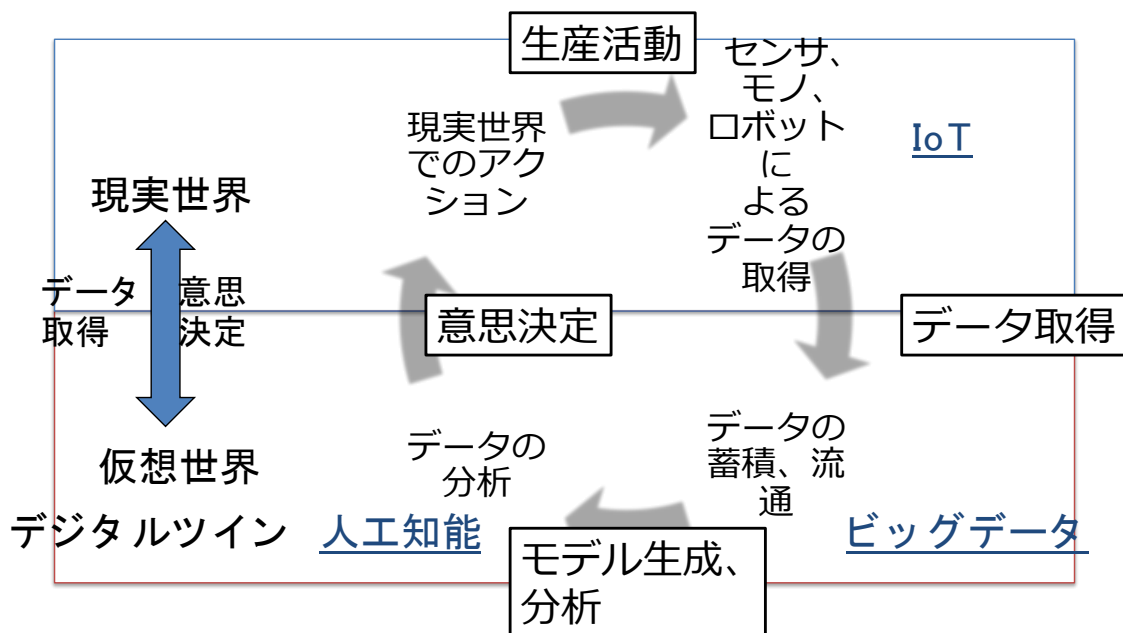 生産活動
現実世界
でのアク
ション
センサ、
モノ、
ロボット
に
よる
データの
取得
IoT
現実世界
データ
取得
意思
決定
意思決定
データ取得
仮想世界
デジタルツイン
データの
分析
人工知能
データの
蓄積、流
通
ビッグデータ
モデル生成、
分析